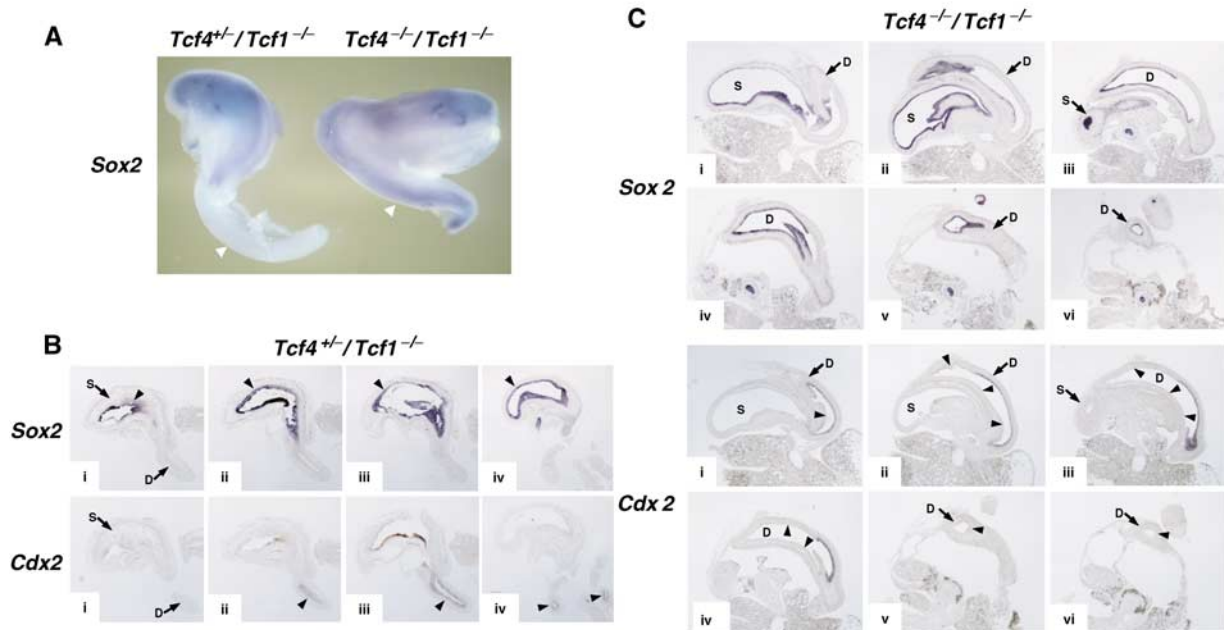 A
Tcf4+/−/Tcf1−/− Tcf4−/−/Tcf1−/−
Sox2
B
Tcf4+/−/Tcf1−/−
Sox2
S
D
i
ii
iii
iv
Cdx2
S
D
i
ii
iii
iv
C
Tcf4−/−/Tcf1−/−
Sox 2
S
D
i
S
D
ii
S
D
iii
D
iv
D
v
D
vi
Cdx 2
S
D
i
S
D
ii
S
D
iii
D
iv
D
v
D
vi